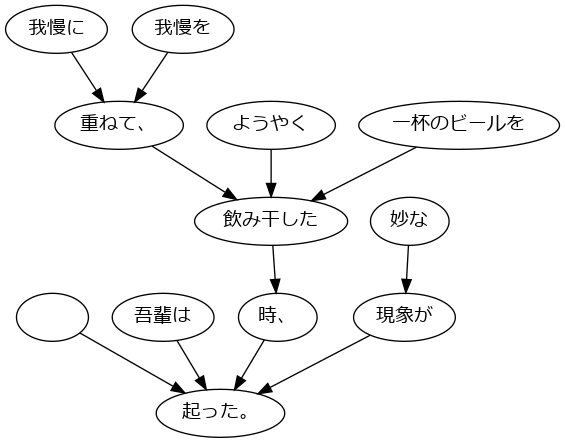 我慢に 我慢を
重ねて、 ようやく 一杯のビールを
飲み干した 妙な
吾輩は 時、 現象が
起った。